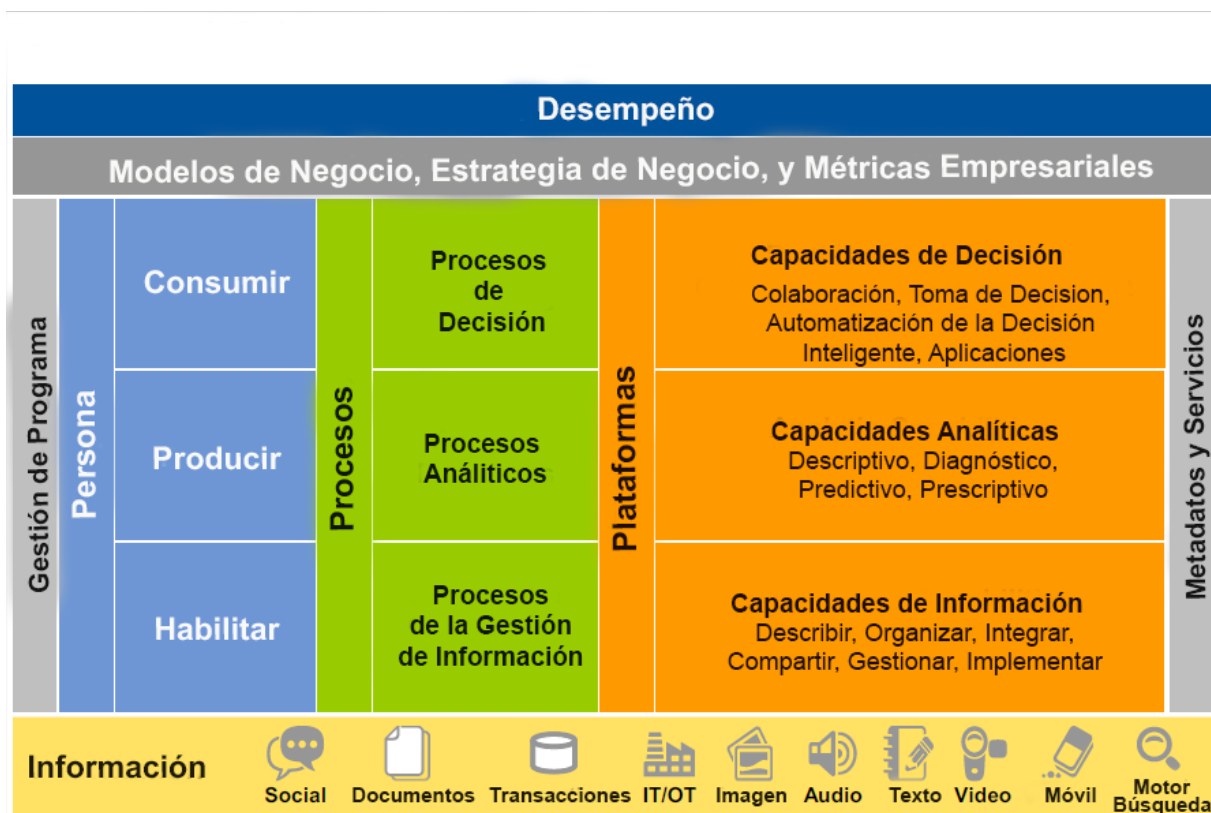 Desempeño
Modelos de Negocio, Estrategia de Negocio, y Métricas Empresariales
Gestión de Programa
Persona
Consumir
Producir
Habilitar
Procesos
Procesos
de
Decisión
Procesos
Análiticos
Procesos
de la Gestión
de Información
Plataformas
Capacidades de Decisión
Colaboración, Toma de Decision,
Automatización de la Decisión
Inteligente, Aplicaciones
Capacidades Analíticas
Descriptivo, Diagnóstico,
Predictivo, Prescriptivo
Capacidades de Información
Describir, Organizar, Integrar,
Compartir, Gestionar, Implementar
Metadatos y Servicios
Información
Social
Documentos
Transacciones
IT/OT
Imagen
Audio
Texto
Video
Móvil
Motor
Búsqueda